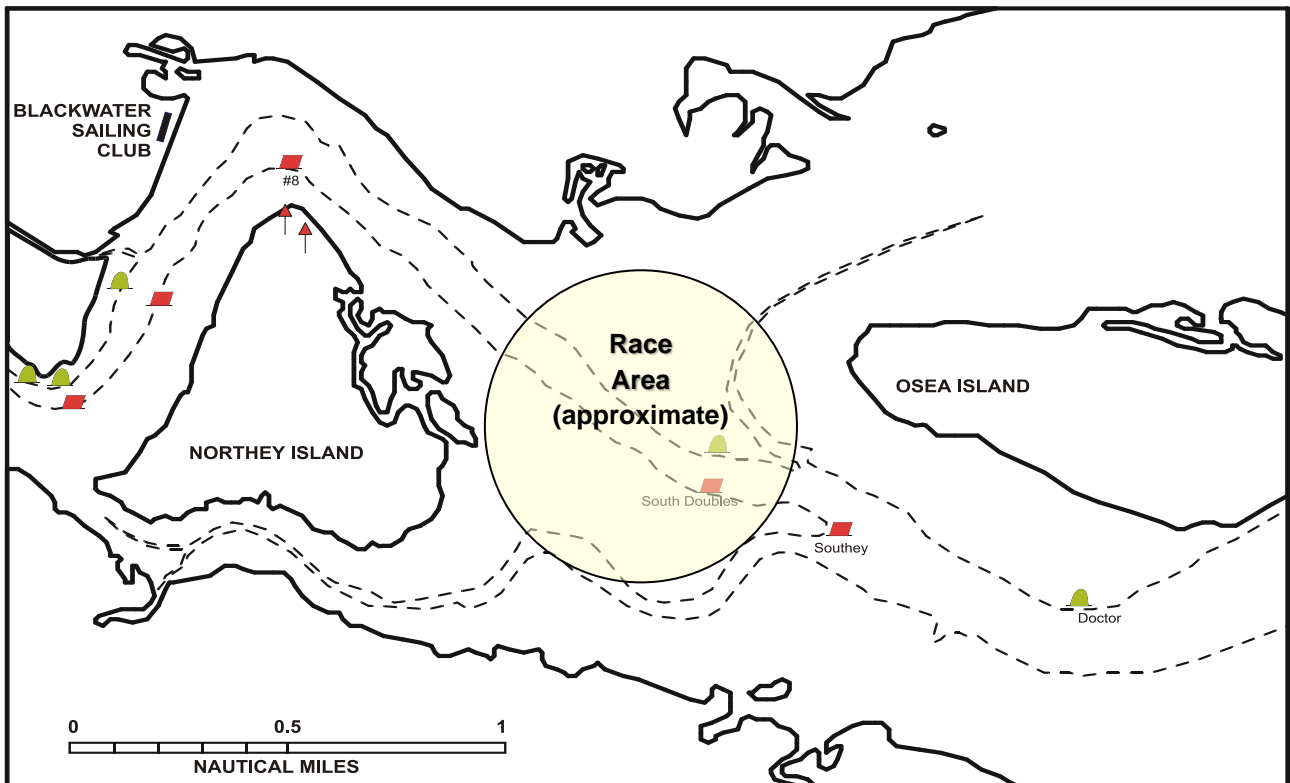 BLACKWATER
SAILING
CLUB
#8
Race
Area
(approximate)
OSEA ISLAND
NORTHEY ISLAND
South Doubles
Southey
Doctor
0 0.5 1
NAUTICAL MILES